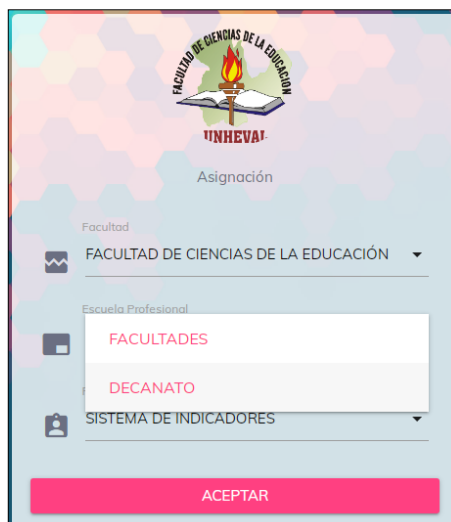 FACULTAD DE CIENCIAS DE LA EDUCACION
UNHEVAL
Asignación
Facultad
FACULTAD DE CIENCIAS DE LA EDUCACIÓN
Escuela Profesional
FACULTADES
DECANATO
SISTEMA DE INDICADORES
ACEPTAR